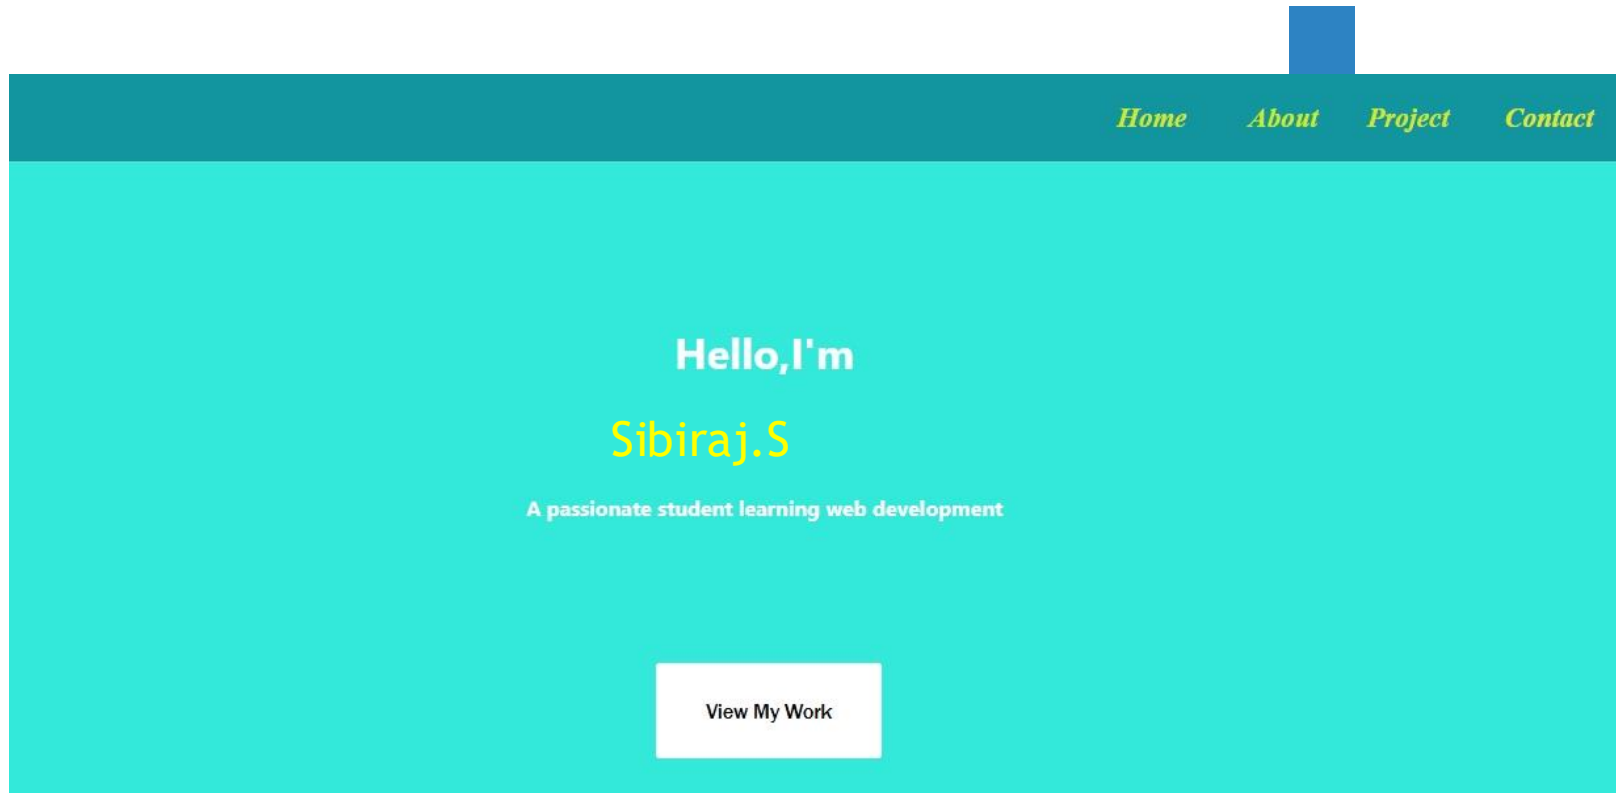 Home About Project Contact
Hello,I'm
Sibiraj.S
A passionate student learning web development
View My Work